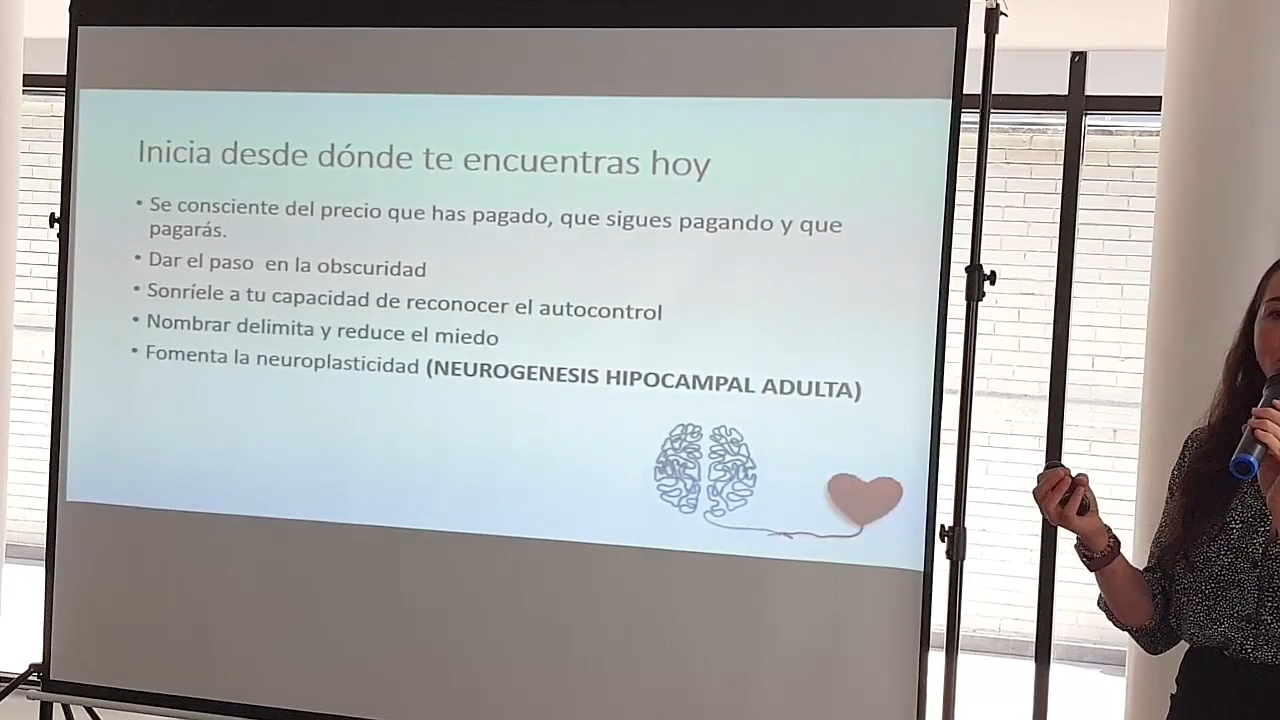 Inicia desde dónde te encuentras hoy
• Se consciente del precio que has pagado, que sigues pagando y que
pagarás.
• Dar el paso en la obscuridad
• Sonríele a tu capacidad de reconocer el autocontrol
• Nombrar delimita y reduce el miedo
• Fomenta la neuroplasticidad (NEUROGENESIS HIPOCAMPAL ADULTA)